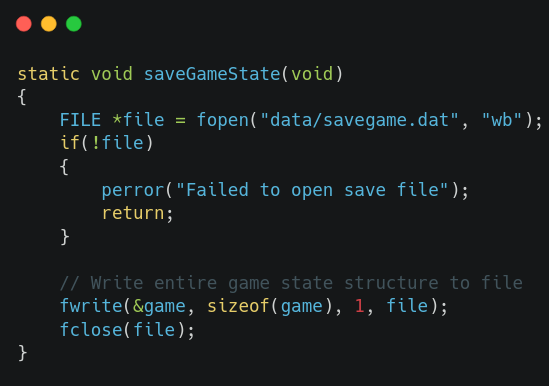 static void saveGameState(void)
{
    FILE *file = fopen("data/savegame.dat", "wb");
    if(!file)
    {
        perror("Failed to open save file");
        return;
    }

    // Write entire game state structure to file
    fwrite(&game, sizeof(game), 1, file);
    fclose(file);
}